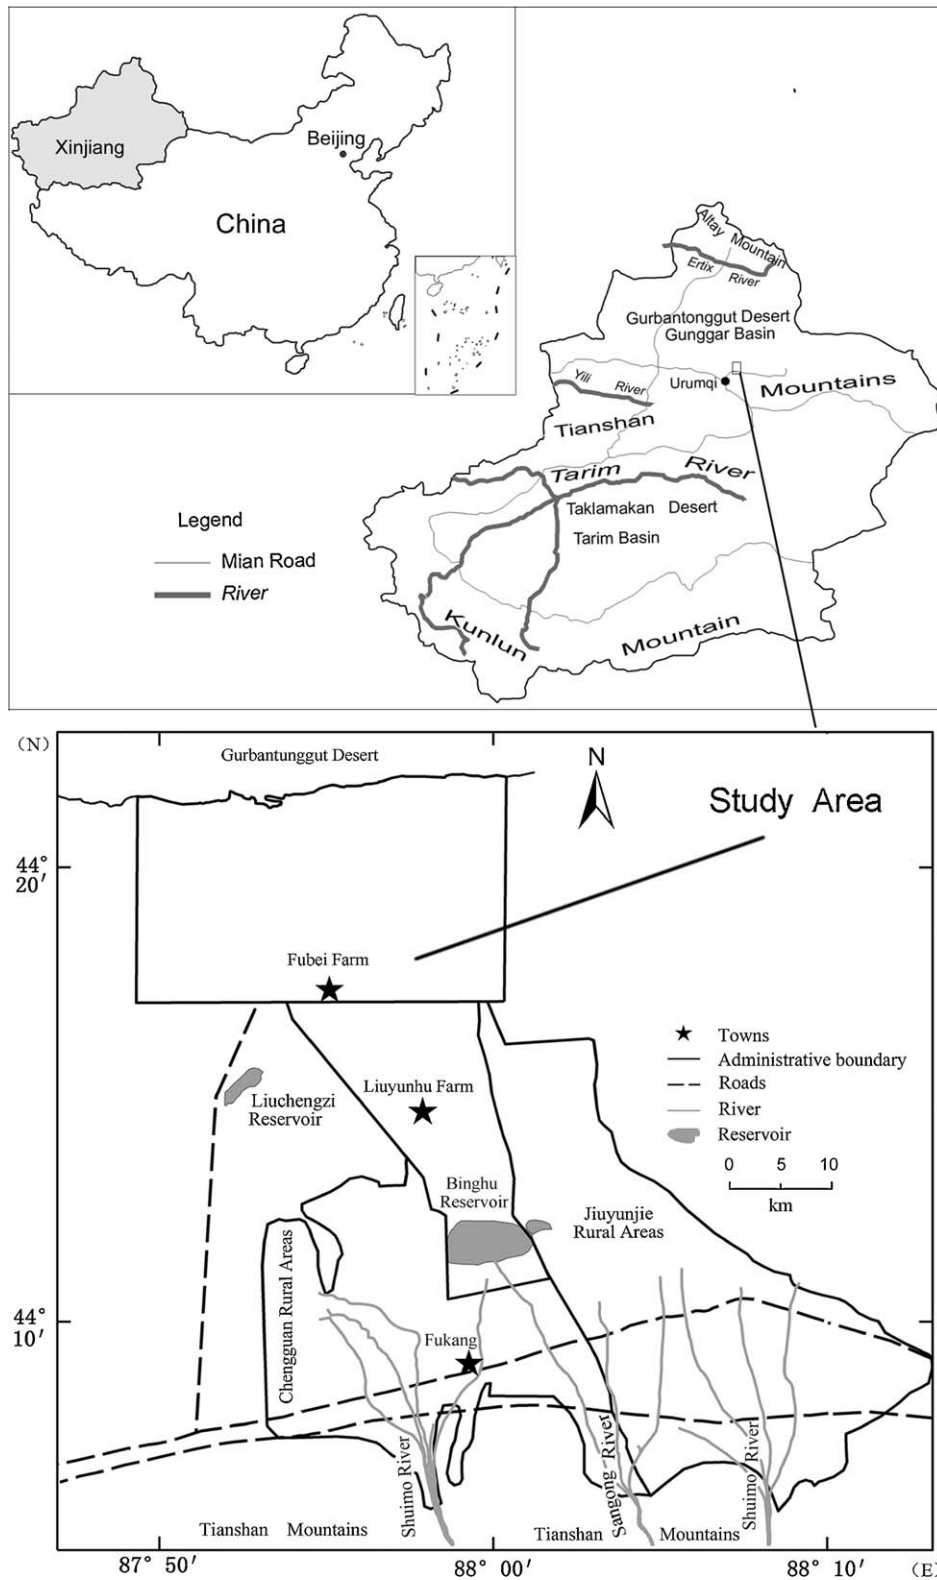 Xinjiang
Beijing
China
Altay Mountain
Ertix River
Gurbantonggut Desert
Gunggar Basin
Urumqi
Mountains
Yili River
Tianshan
Tarim River
Taklamakan Desert
Tarim Basin
Kunlun
Mountain
Legend
Mian Road
River
(N)
Gurbantunggut Desert
N
Study Area
44°
20′
Fubei Farm
Towns
Administrative boundary
Roads
River
Reservoir
0 5 10
km
Liuyunhu Farm
Liuchengzi
Reservoir
Binghu
Reservoir
Jiuyunjie
Rural Areas
Chengguan Rural Areas
44°
10′
Fukang
Shuimo River
Sangong River
Shuimo River
Tianshan Mountains
Tianshan Mountains
87° 50′
88° 00′
88° 10′
(E)